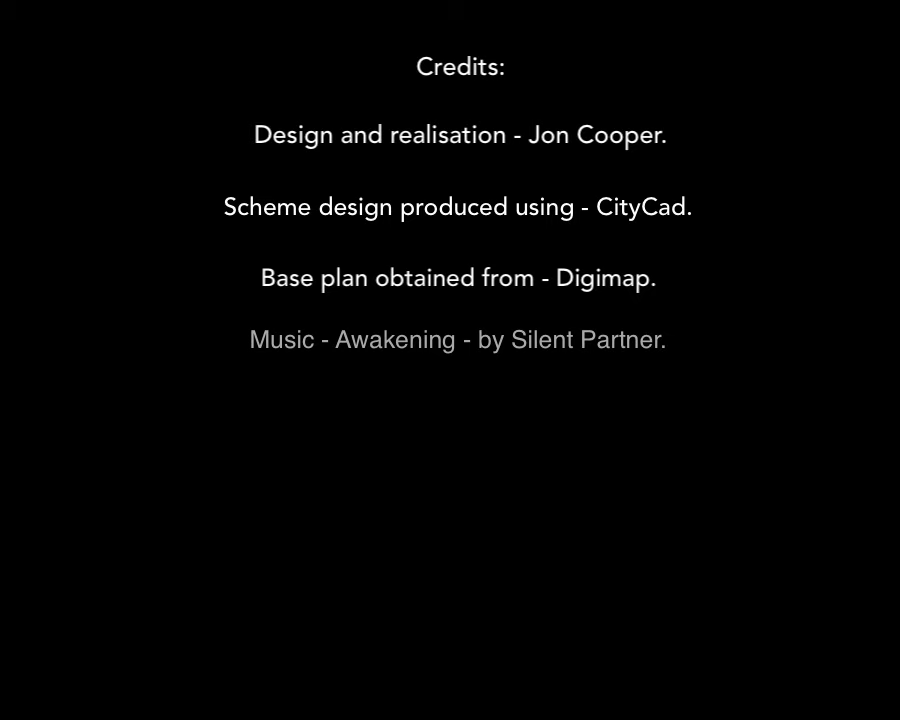 Credits:
Design and realisation - Jon Cooper.
Scheme design produced using - CityCad.
Base plan obtained from - Digimap.
Music - Awakening - by Silent Partner.